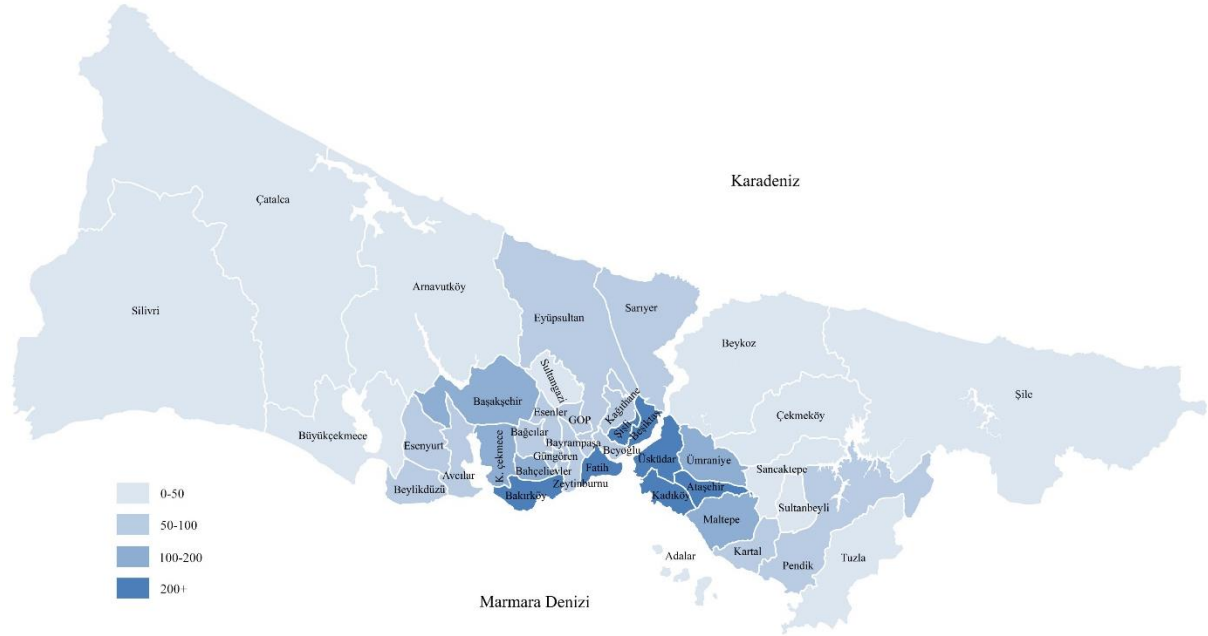 Karadeniz
Çatalca
Silivri
Arnavutköy
Eyüpsultan
Sarıyer
Beykoz
Şile
Büyükçekmece
Başakşehir
Sultangazi
Esenler
GOP
Kağıthane
Çekmeköy
Esenyurt
Bağcılar
Bayrampaşa
Şişli
Beşiktaş
K. çekmece
Güngören
Beyoğlu
Üsküdar
Ümraniye
Sancaktepe
Avcılar
Bahçelievler
Fatih
Beylikdüzü
Bakırköy
Zeytinburnu
Kadıköy
Ataşehir
Sultanbeyli
Maltepe
Adalar
Kartal
Pendik
Tuzla
0-50
50-100
100-200
200+
Marmara Denizi